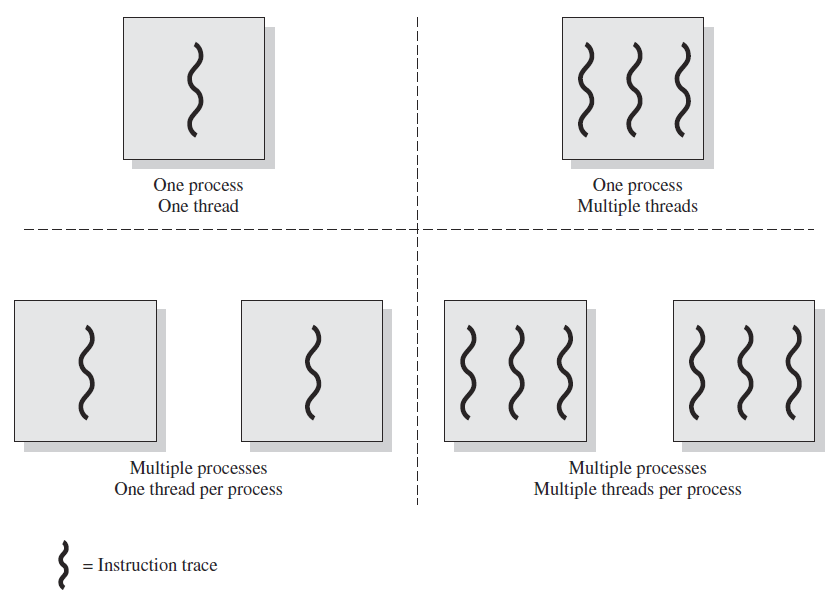 One process
One thread
One process
Multiple threads
Multiple processes
One thread per process
Multiple processes
Multiple threads per process
= Instruction trace